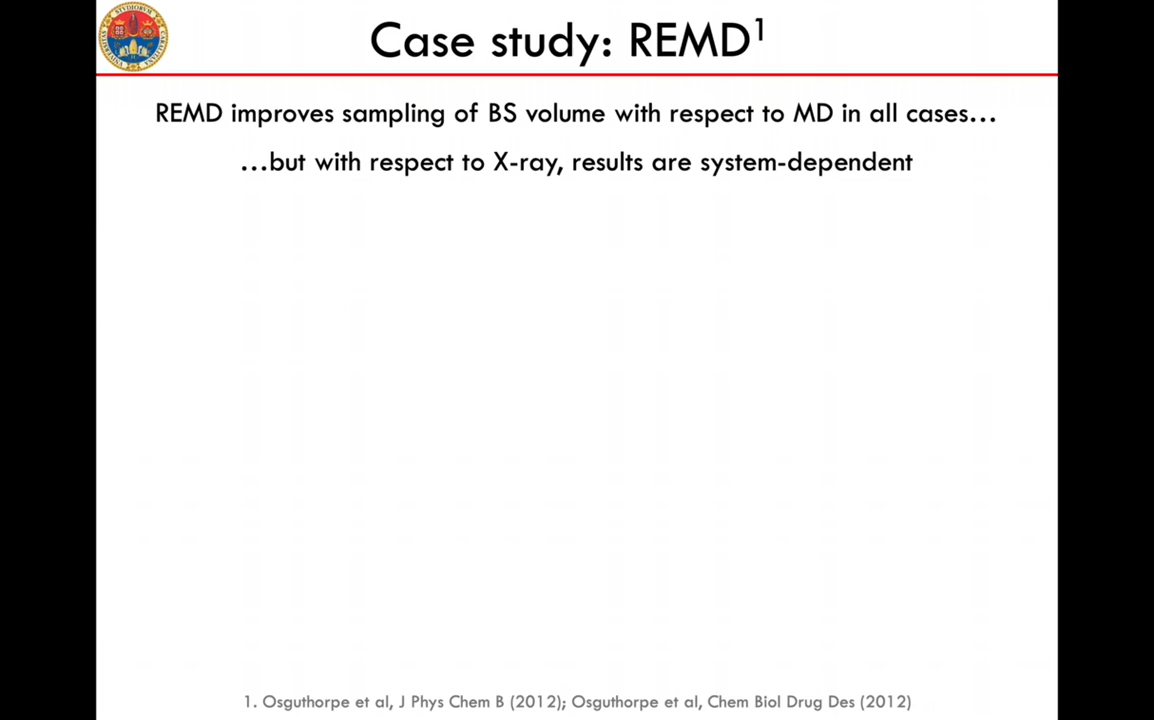 Case study: REMD¹
REMD improves sampling of BS volume with respect to MD in all cases…
…but with respect to X-ray, results are system-dependent
1. Osguthorpe et al, J Phys Chem B (2012); Osguthorpe et al, Chem Biol Drug Des (2012)